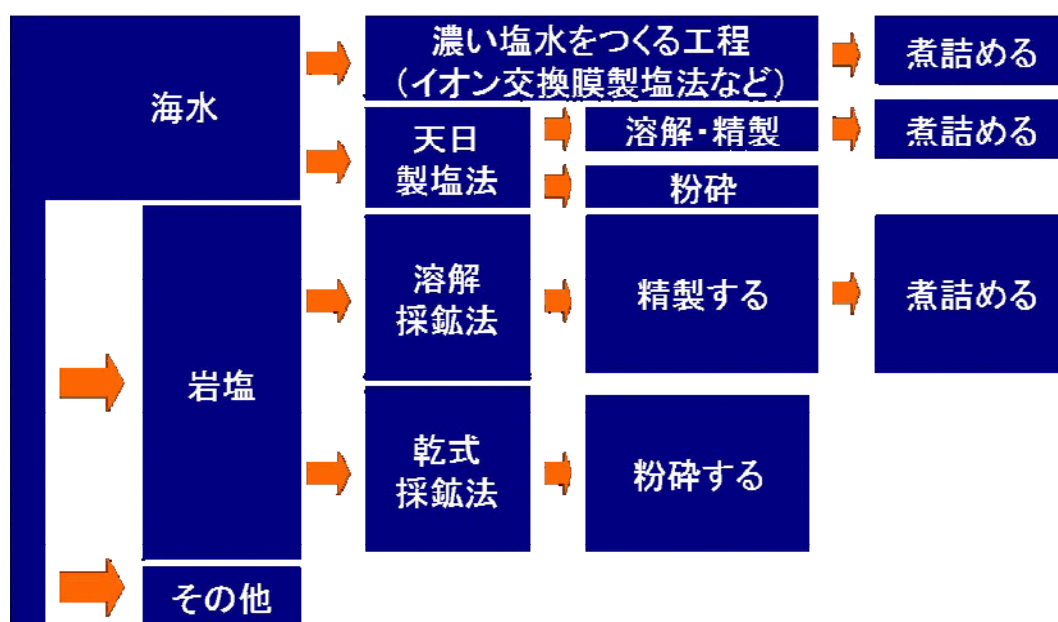 海水
濃い塩水をつくる工程
(イオン交換膜製塩法など)
煮詰める
天日
製塩法
溶解・精製
煮詰める
粉砕
岩塩
溶解
採鉱法
精製する
煮詰める
乾式
採鉱法
粉砕する
その他